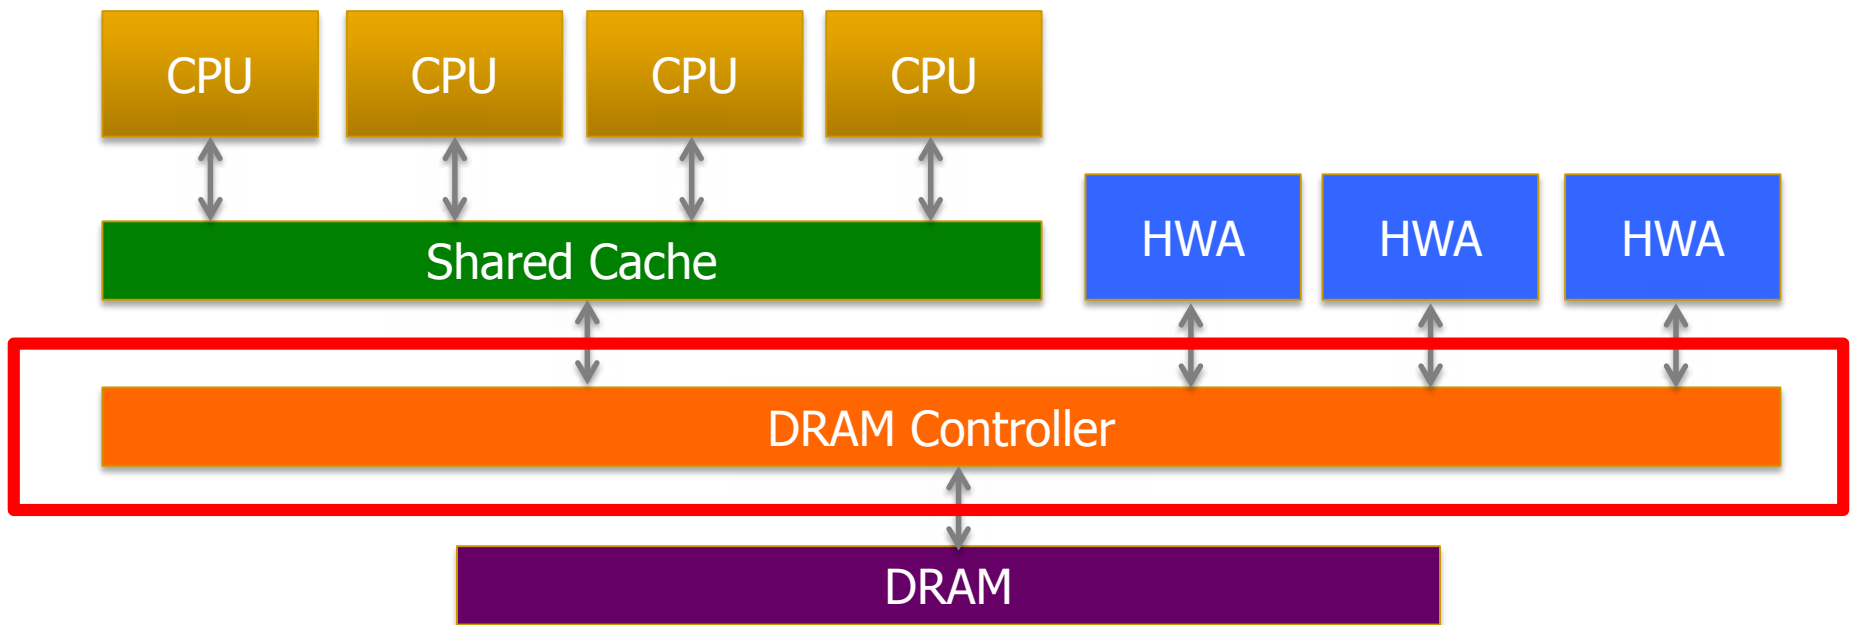 CPU
CPU
CPU
CPU
HWA
HWA
HWA
Shared Cache
DRAM Controller
DRAM